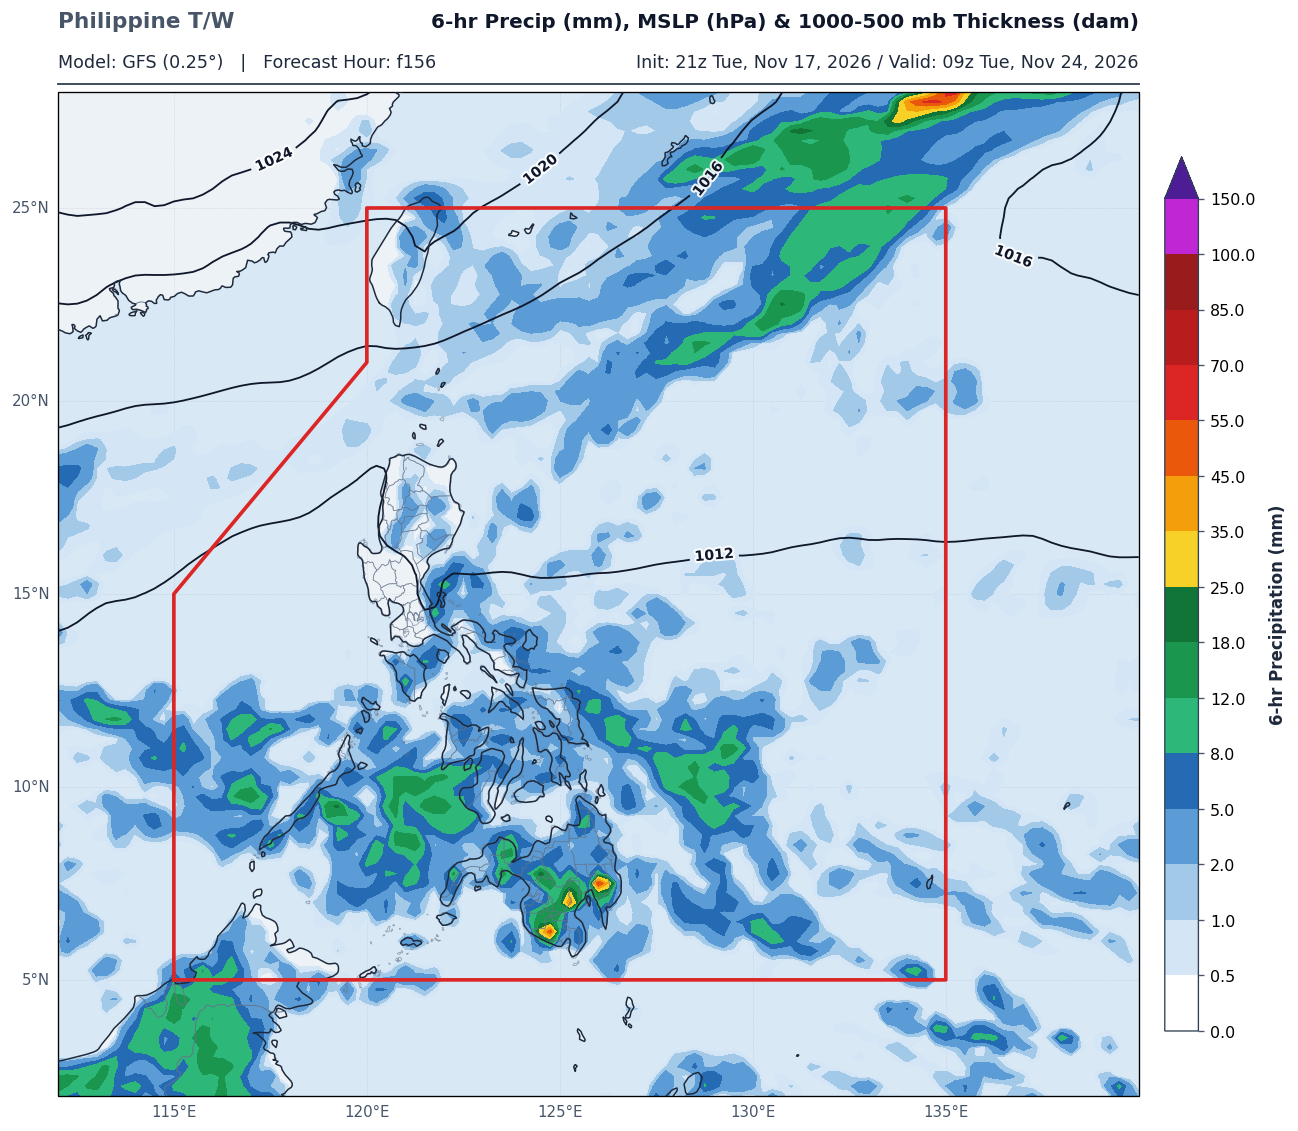 Philippine T/W
6-hr Precip (mm), MSLP (hPa) & 1000-500 mb Thickness (dam)
Model: GFS (0.25°) | Forecast Hour: f156
Init: 21z Tue, Nov 17, 2026 / Valid: 09z Tue, Nov 24, 2026
1024
1020
1016
1016
1012
25°N
20°N
15°N
10°N
5°N
115°E
120°E
125°E
130°E
135°E
150.0
100.0
85.0
70.0
55.0
45.0
35.0
25.0
18.0
12.0
8.0
5.0
2.0
1.0
0.5
0.0
6-hr Precipitation (mm)